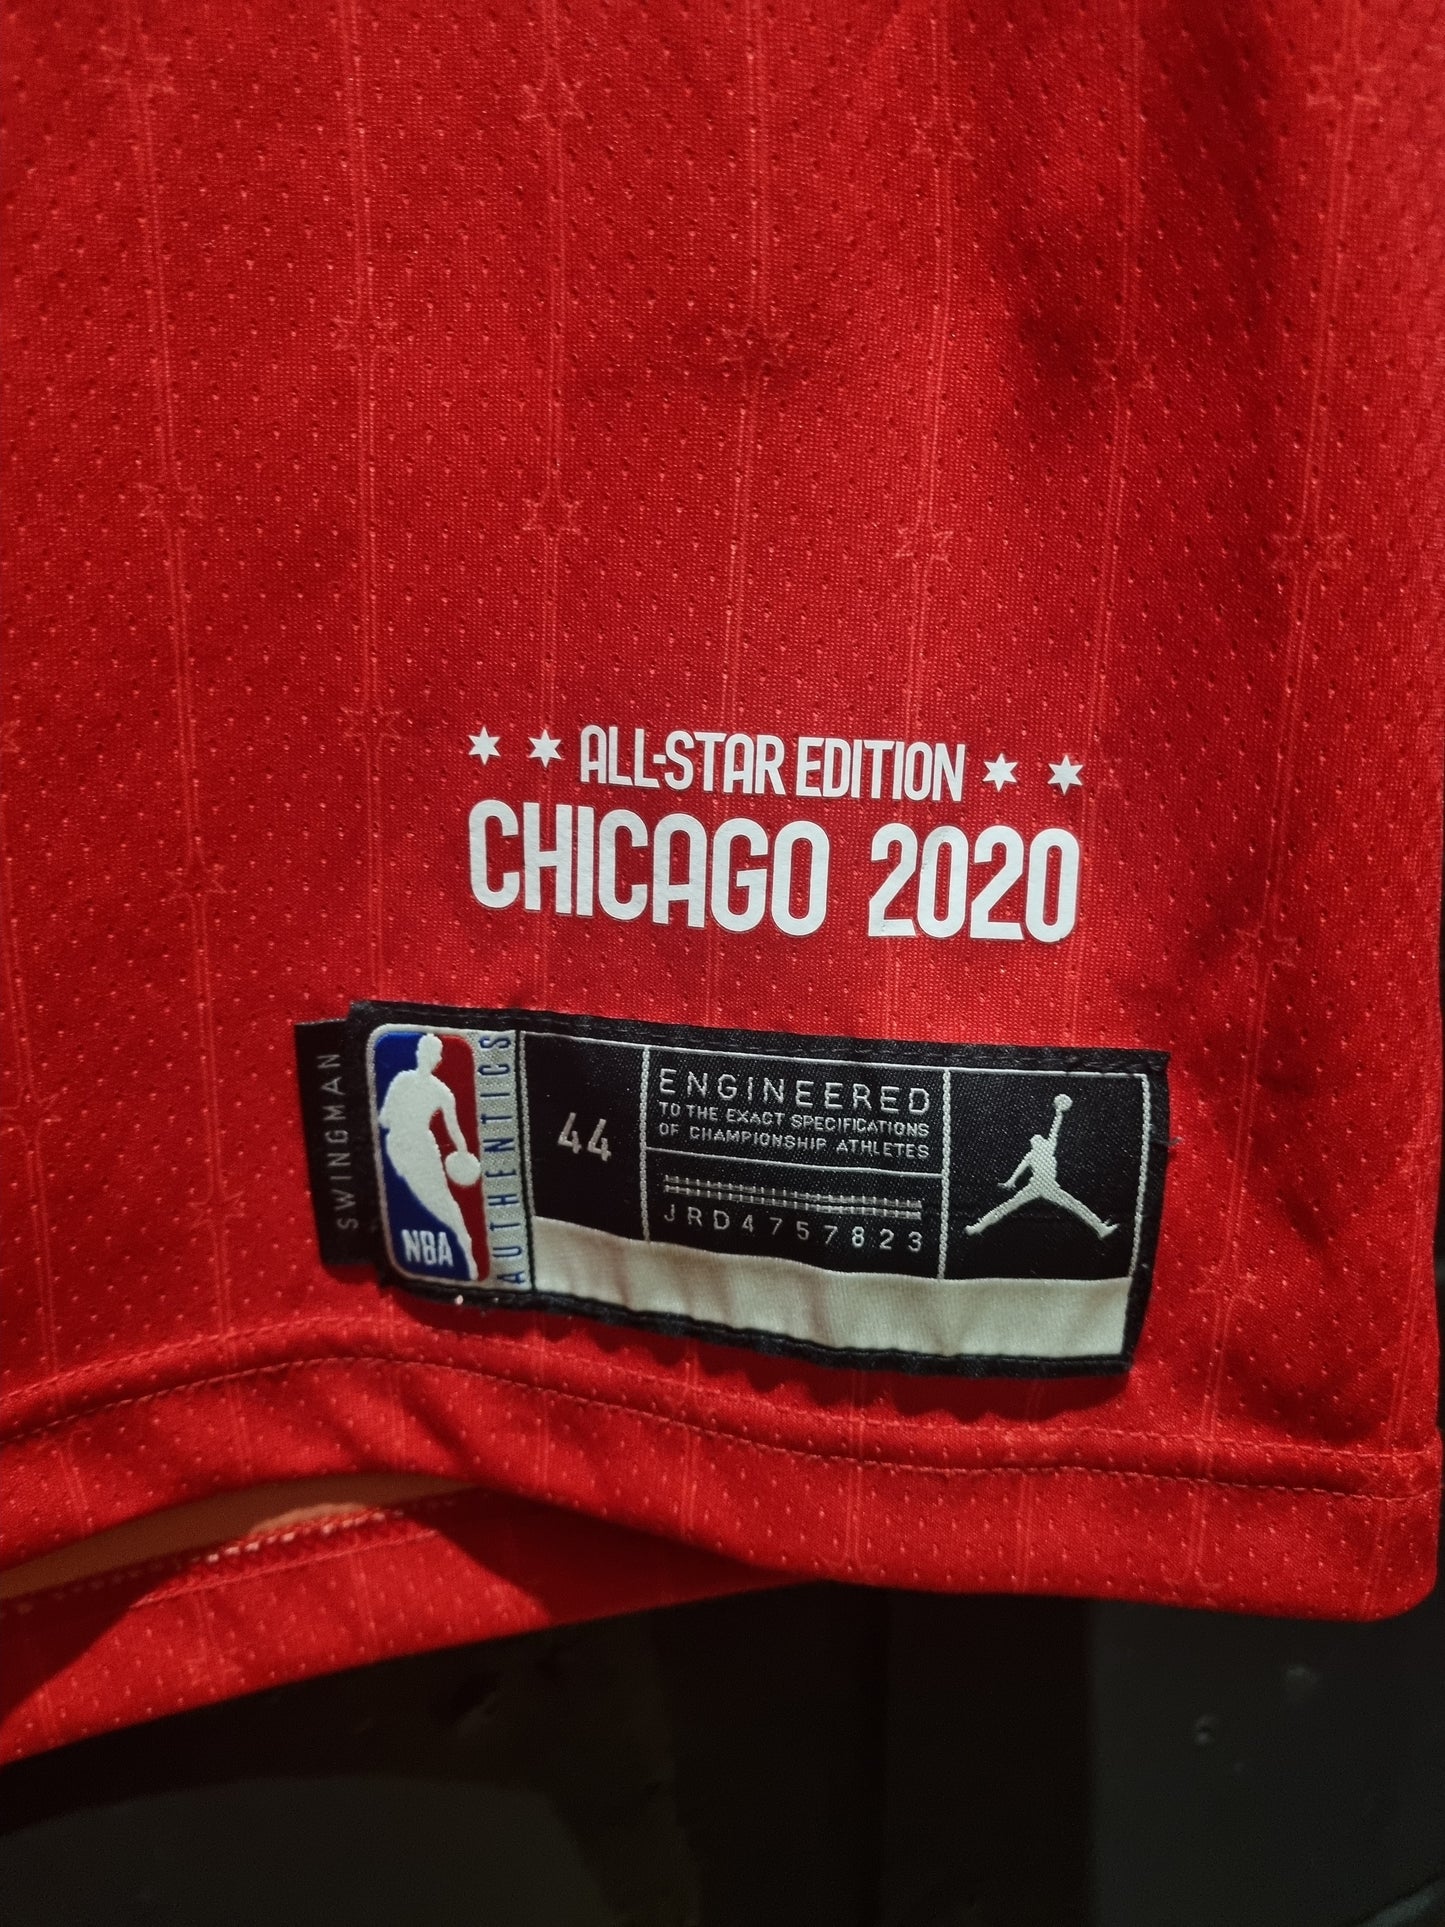 ALL-STAR EDITION
CHICAGO 2020
SWINGMAN
NBA
AUTHENTICS
44
ENGINEERED
TO THE EXACT SPECIFICATIONS
OF CHAMPIONSHIP ATHLETES
JRD4757823